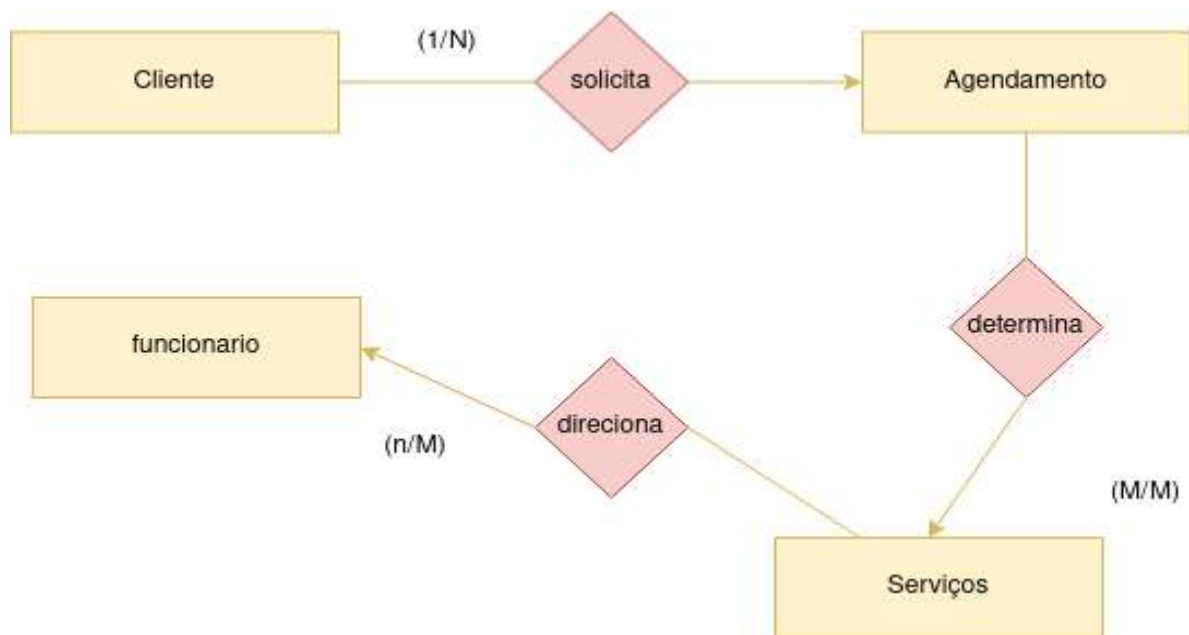 (1/N)
Cliente
solicita
Agendamento
funcionario
determina
direciona
(n/M)
(M/M)
Serviços